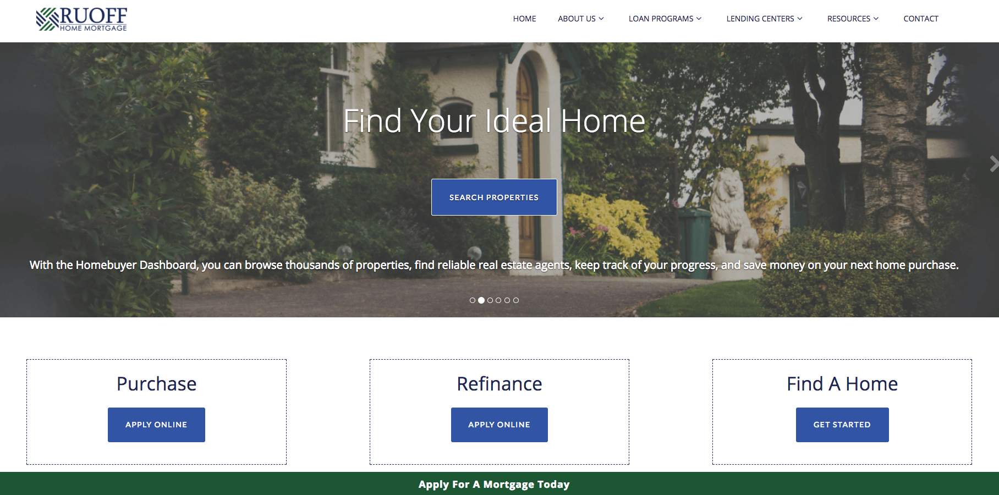 RUOFF
HOME MORTGAGE
HOME ABOUT US LOAN PROGRAMS LENDING CENTERS RESOURCES CONTACT
Find Your Ideal Home
SEARCH PROPERTIES
With the Homebuyer Dashboard, you can browse thousands of properties, find reliable real estate agents, keep track of your progress, and save money on your next home purchase.
Purchase
APPLY ONLINE
Refinance
APPLY ONLINE
Find A Home
GET STARTED
Apply For A Mortgage Today